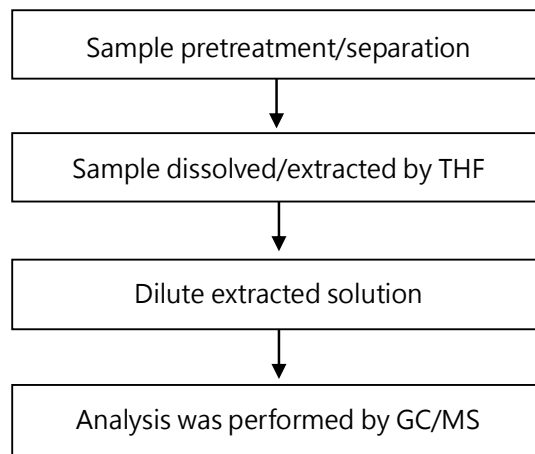 Sample pretreatment/separation
Sample dissolved/extracted by THF
Dilute extracted solution
Analysis was performed by GC/MS